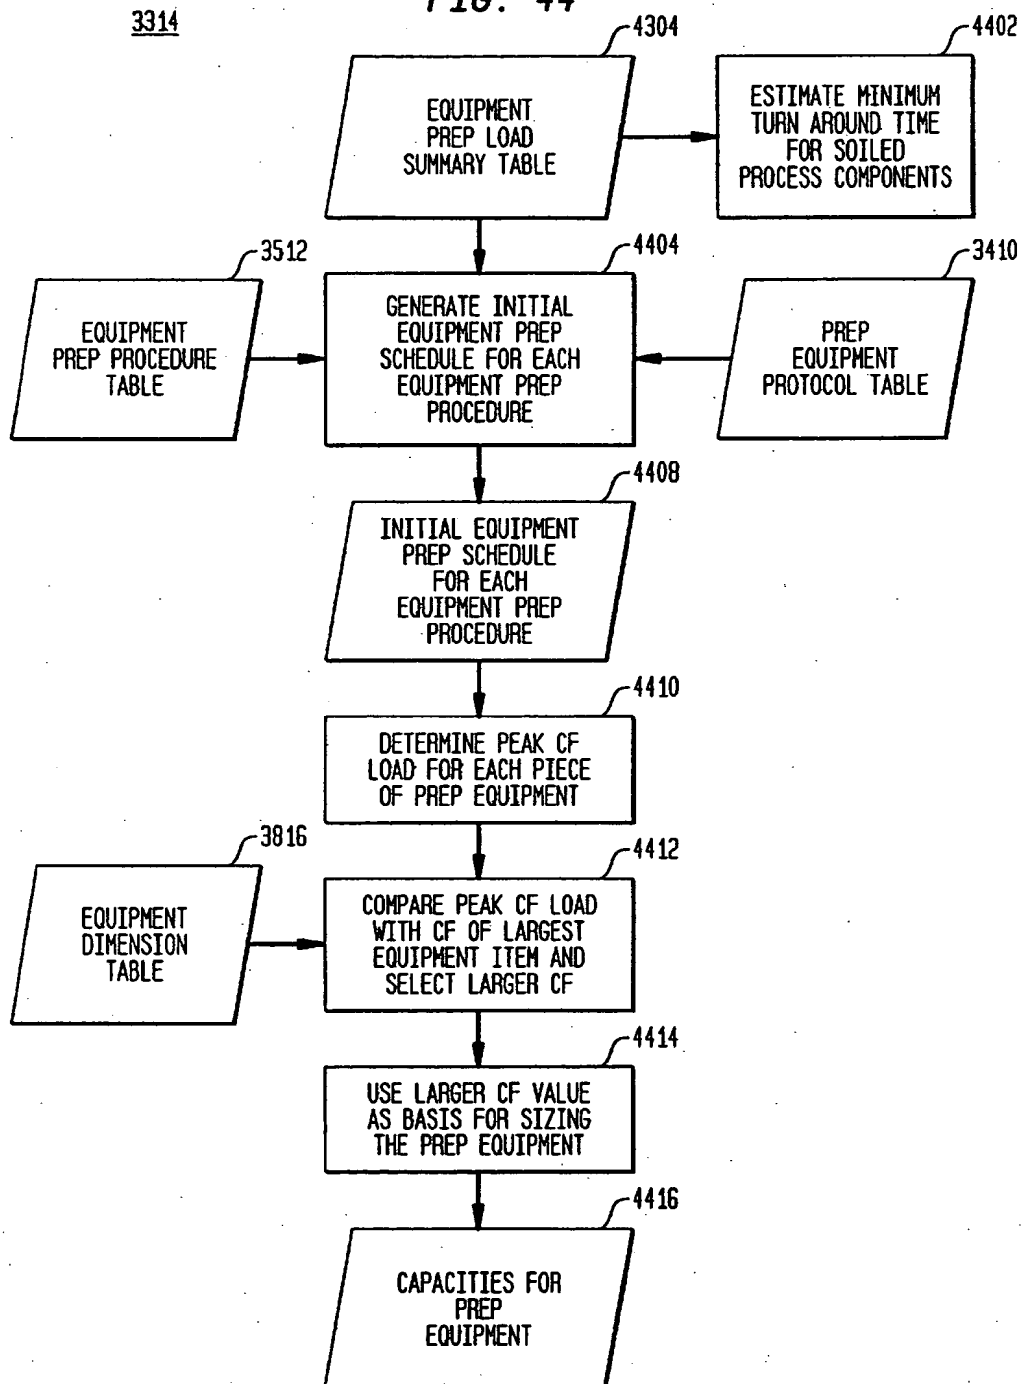 FIG. 44
3314
4304
EQUIPMENT
PREP LOAD
SUMMARY TABLE
4402
ESTIMATE MINIMUM
TURN AROUND TIME
FOR SOILED
PROCESS COMPONENTS
3512
EQUIPMENT
PREP PROCEDURE
TABLE
4404
GENERATE INITIAL
EQUIPMENT PREP
SCHEDULE FOR EACH
EQUIPMENT PREP
PROCEDURE
3410
PREP
EQUIPMENT
PROTOCOL TABLE
4408
INITIAL EQUIPMENT
PREP SCHEDULE
FOR EACH
EQUIPMENT PREP
PROCEDURE
4410
DETERMINE PEAK CF
LOAD FOR EACH PIECE
OF PREP EQUIPMENT
3816
EQUIPMENT
DIMENSION
TABLE
4412
COMPARE PEAK CF LOAD
WITH CF OF LARGEST
EQUIPMENT ITEM AND
SELECT LARGER CF
4414
USE LARGER CF VALUE
AS BASIS FOR SIZING
THE PREP EQUIPMENT
4416
CAPACITIES FOR
PREP
EQUIPMENT